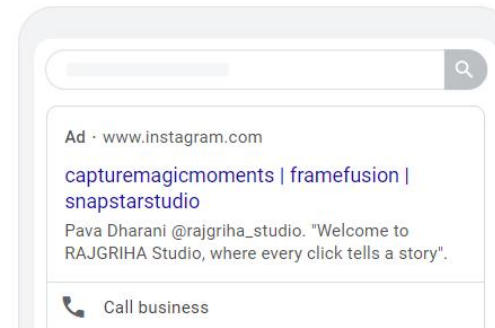 Ad · www.instagram.com
capturemagicmoments | framefusion |
snapstarstudio
Pava Dharani @rajgriha_studio. "Welcome to
RAJGRIHA Studio, where every click tells a story".
Call business